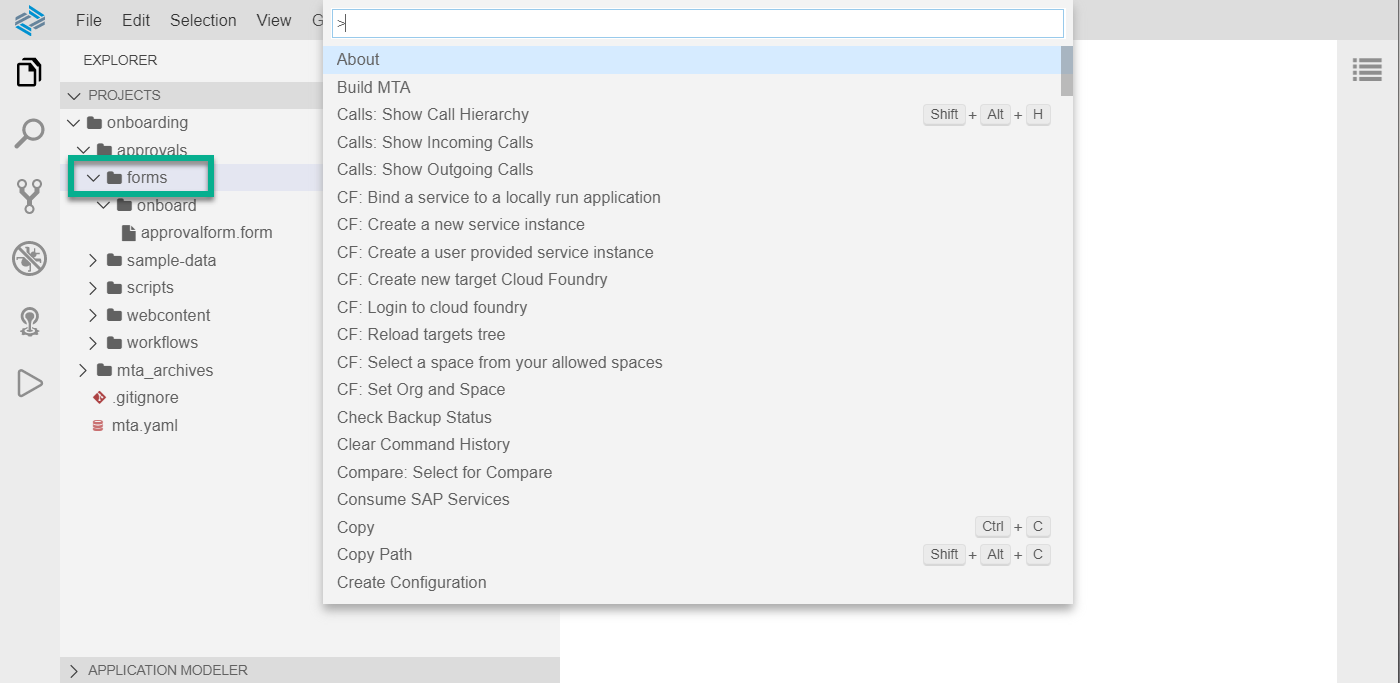 File Edit Selection View G
>
EXPLORER
PROJECTS
onboarding
approvals
forms
onboard
approvalform.form
sample-data
scripts
webcontent
workflows
mta_archives
.gitignore
mta.yaml
APPLICATION MODELER
About
Build MTA
Calls: Show Call Hierarchy Shift + Alt + H
Calls: Show Incoming Calls
Calls: Show Outgoing Calls
CF: Bind a service to a locally run application
CF: Create a new service instance
CF: Create a user provided service instance
CF: Create new target Cloud Foundry
CF: Login to cloud foundry
CF: Reload targets tree
CF: Select a space from your allowed spaces
CF: Set Org and Space
Check Backup Status
Clear Command History
Compare: Select for Compare
Consume SAP Services
Copy Ctrl + C
Copy Path Shift + Alt + C
Create Configuration